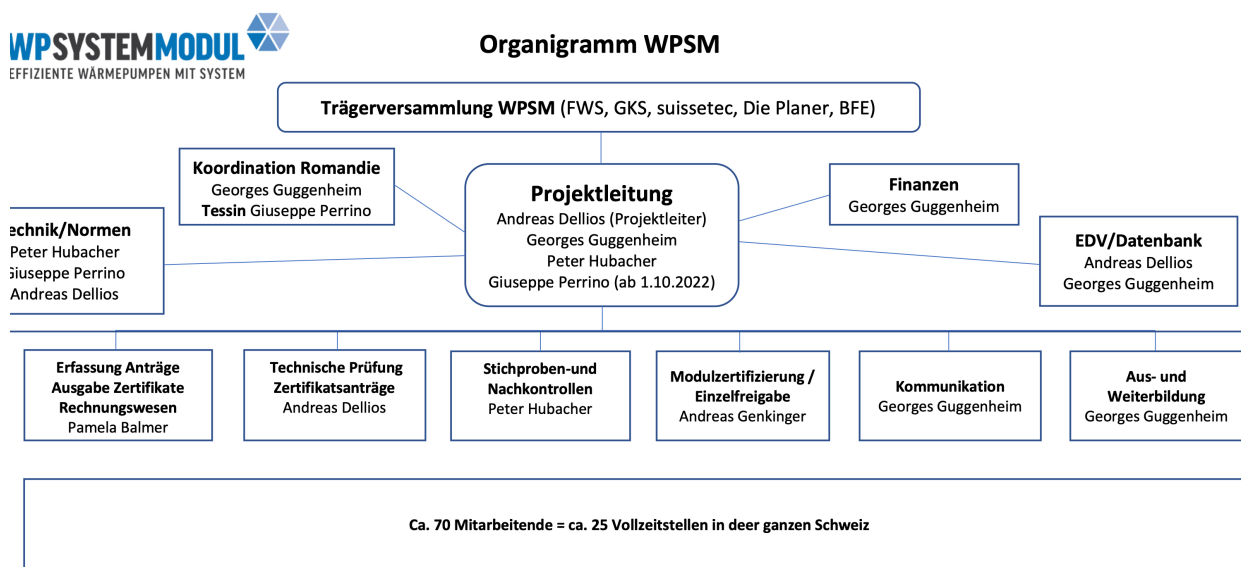 WPSYSTEMMODUL
EFFIZIENTE WÄRMEPUMPEN MIT SYSTEM
Organigramm WPSM
Trägerversammlung WPSM (FWS, GKS, suissetec, Die Planer, BFE)
Koordination Romandie
Georges Guggenheim
Tessin Giuseppe Perrino
Projektleitung
Andreas Dellios (Projektleiter)
Georges Guggenheim
Peter Hubacher
Giuseppe Perrino (ab 1.10.2022)
Finanzen
Georges Guggenheim
echnik/Normen
Peter Hubacher
Giuseppe Perrino
Andreas Dellios
EDV/Datenbank
Andreas Dellios
Georges Guggenheim
Erfassung Anträge
Ausgabe Zertifikate
Rechnungswesen
Pamela Balmer
Technische Prüfung
Zertifikatsanträge
Andreas Dellios
Stichproben-und
Nachkontrollen
Peter Hubacher
Modulzertifizierung /
Einzelfreigabe
Andreas Genkinger
Kommunikation
Georges Guggenheim
Aus- und
Weiterbildung
Georges Guggenheim
Ca. 70 Mitarbeitende = ca. 25 Vollzeitstellen in deer ganzen Schweiz